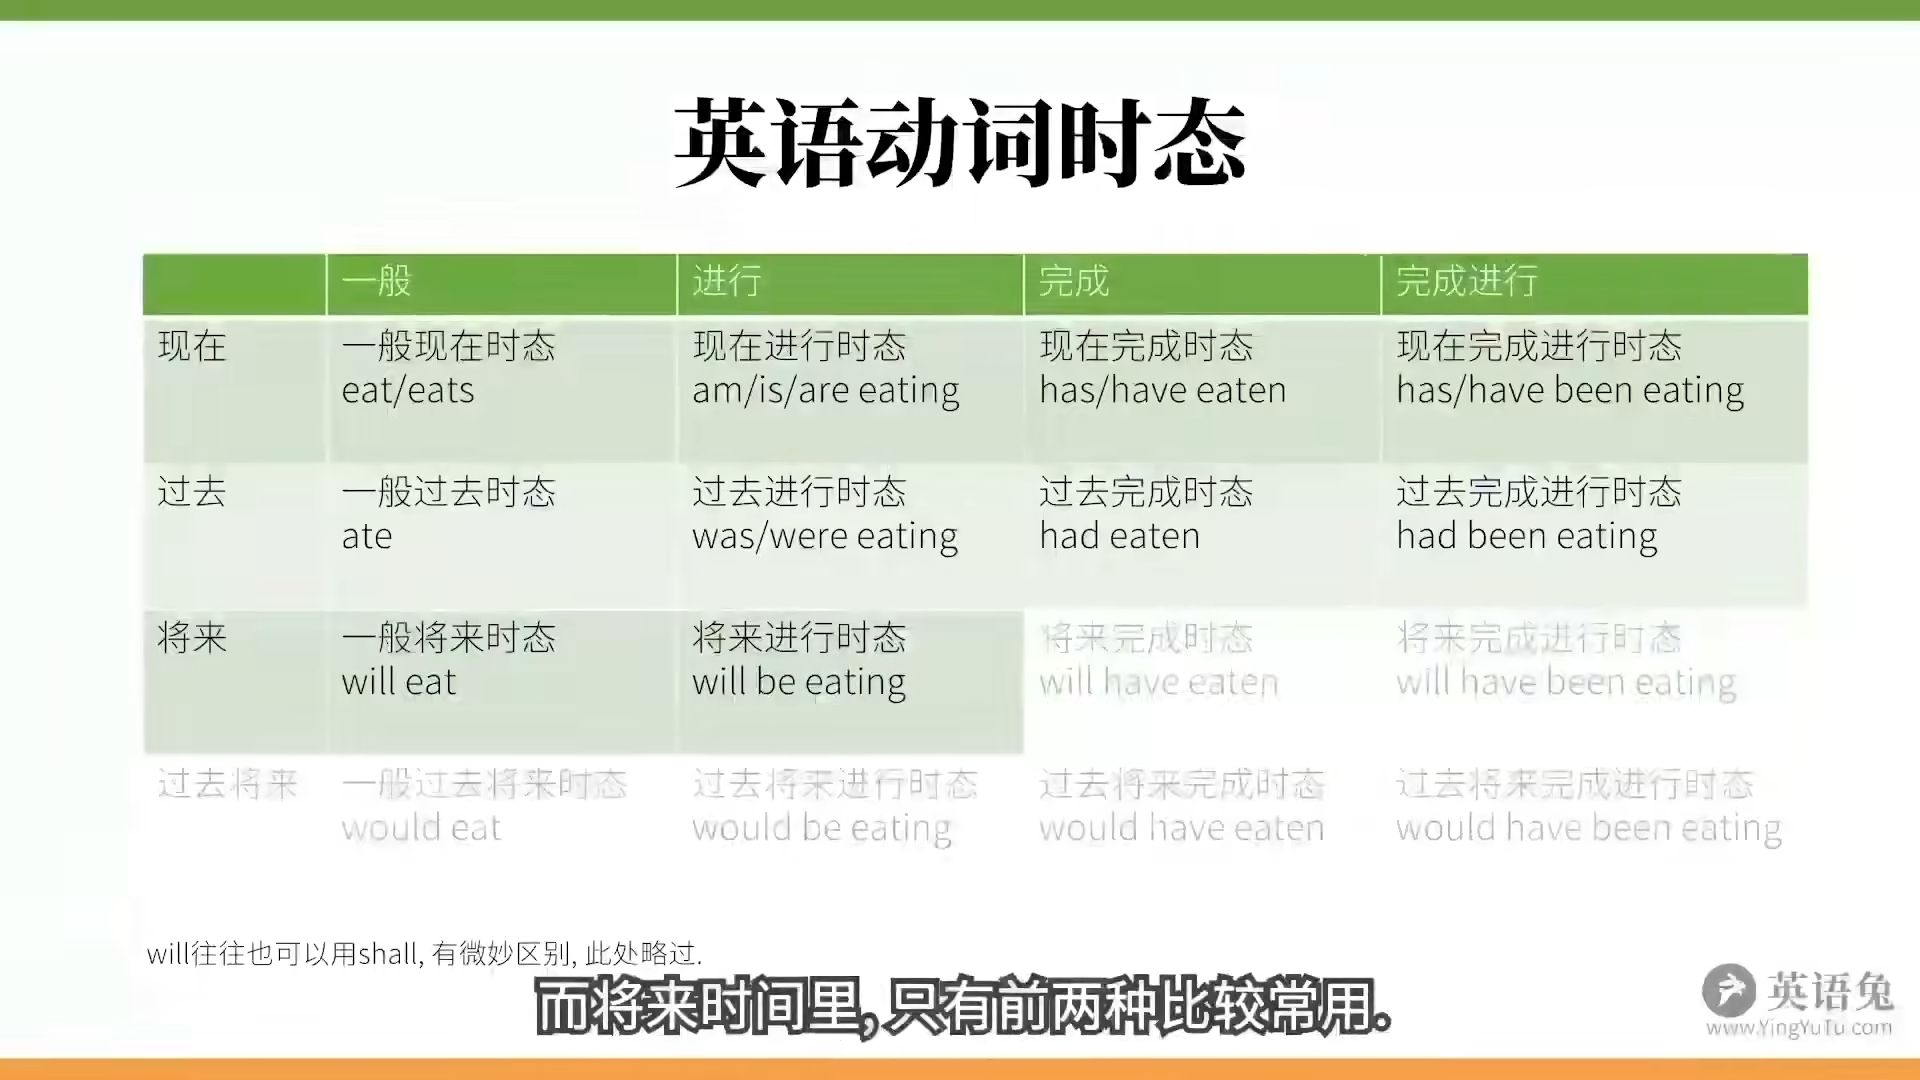 英语动词时态
一般 进行 完成 完成进行
现在 一般现在时态 现在进行时态 现在完成时态 现在完成进行时态
eat/eats am/is/are eating has/have eaten has/have been eating
过去 一般过去时态 过去进行时态 过去完成时态 过去完成进行时态
ate was/were eating had eaten had been eating
将来 一般将来时态 将来进行时态 将来完成时态 将来完成进行时态
will eat will be eating will have eaten will have been eating
过去将来 一般过去将来时态 过去将来进行时态 过去将来完成时态 过去将来完成进行时态
would eat would be eating would have eaten would have been eating
will往往也可以用shall, 有微妙区别, 此处略过.
而将来时间里, 只有前两种比较常用.
英语兔
www.YingYuTu.com